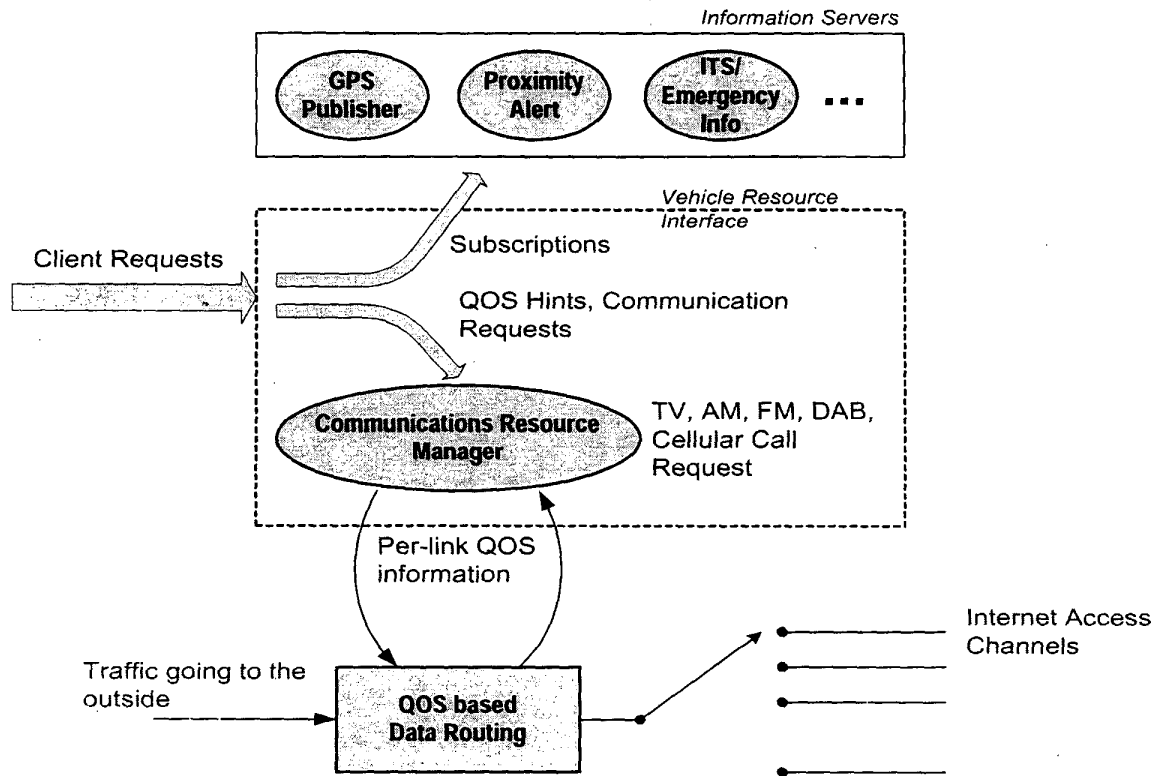 Information Servers
GPS
Publisher
Proximity
Alert
ITS/
Emergency
Info
...
Vehicle Resource
Interface
Client Requests
Subscriptions
QOS Hints, Communication
Requests
Communications Resource
Manager
TV, AM, FM, DAB,
Cellular Call
Request
Per-link QOS
information
Internet Access
Channels
Traffic going to the
outside
QOS based
Data Routing